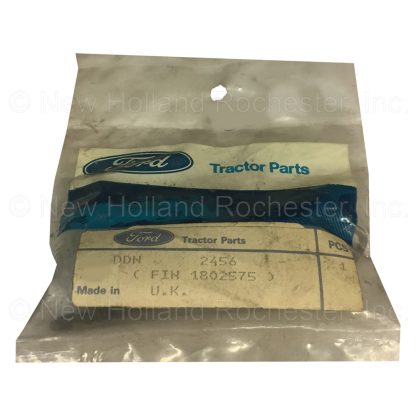 © New Holland Rochester, Inc.
Ford Tractor Parts
© New Holland Rochester, Inc.
Ford Tractor Parts PCS
DDN 2456 1
( FIN 1802575 )
Made in U.K.
© New Holland Rochester, Inc.